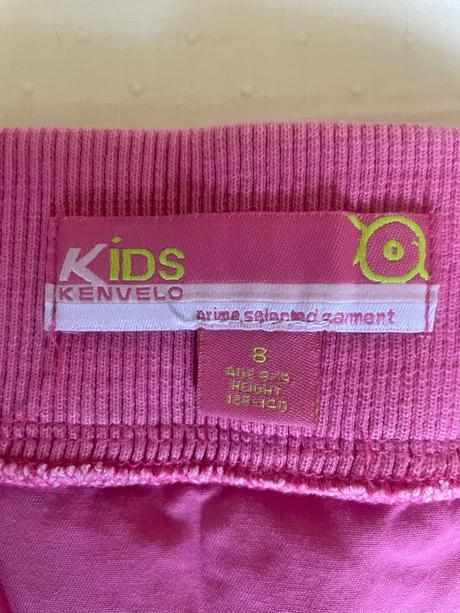 KiDS
KENVELO
prime selected garment
8
AGE 8/9
HEIGHT
128-140